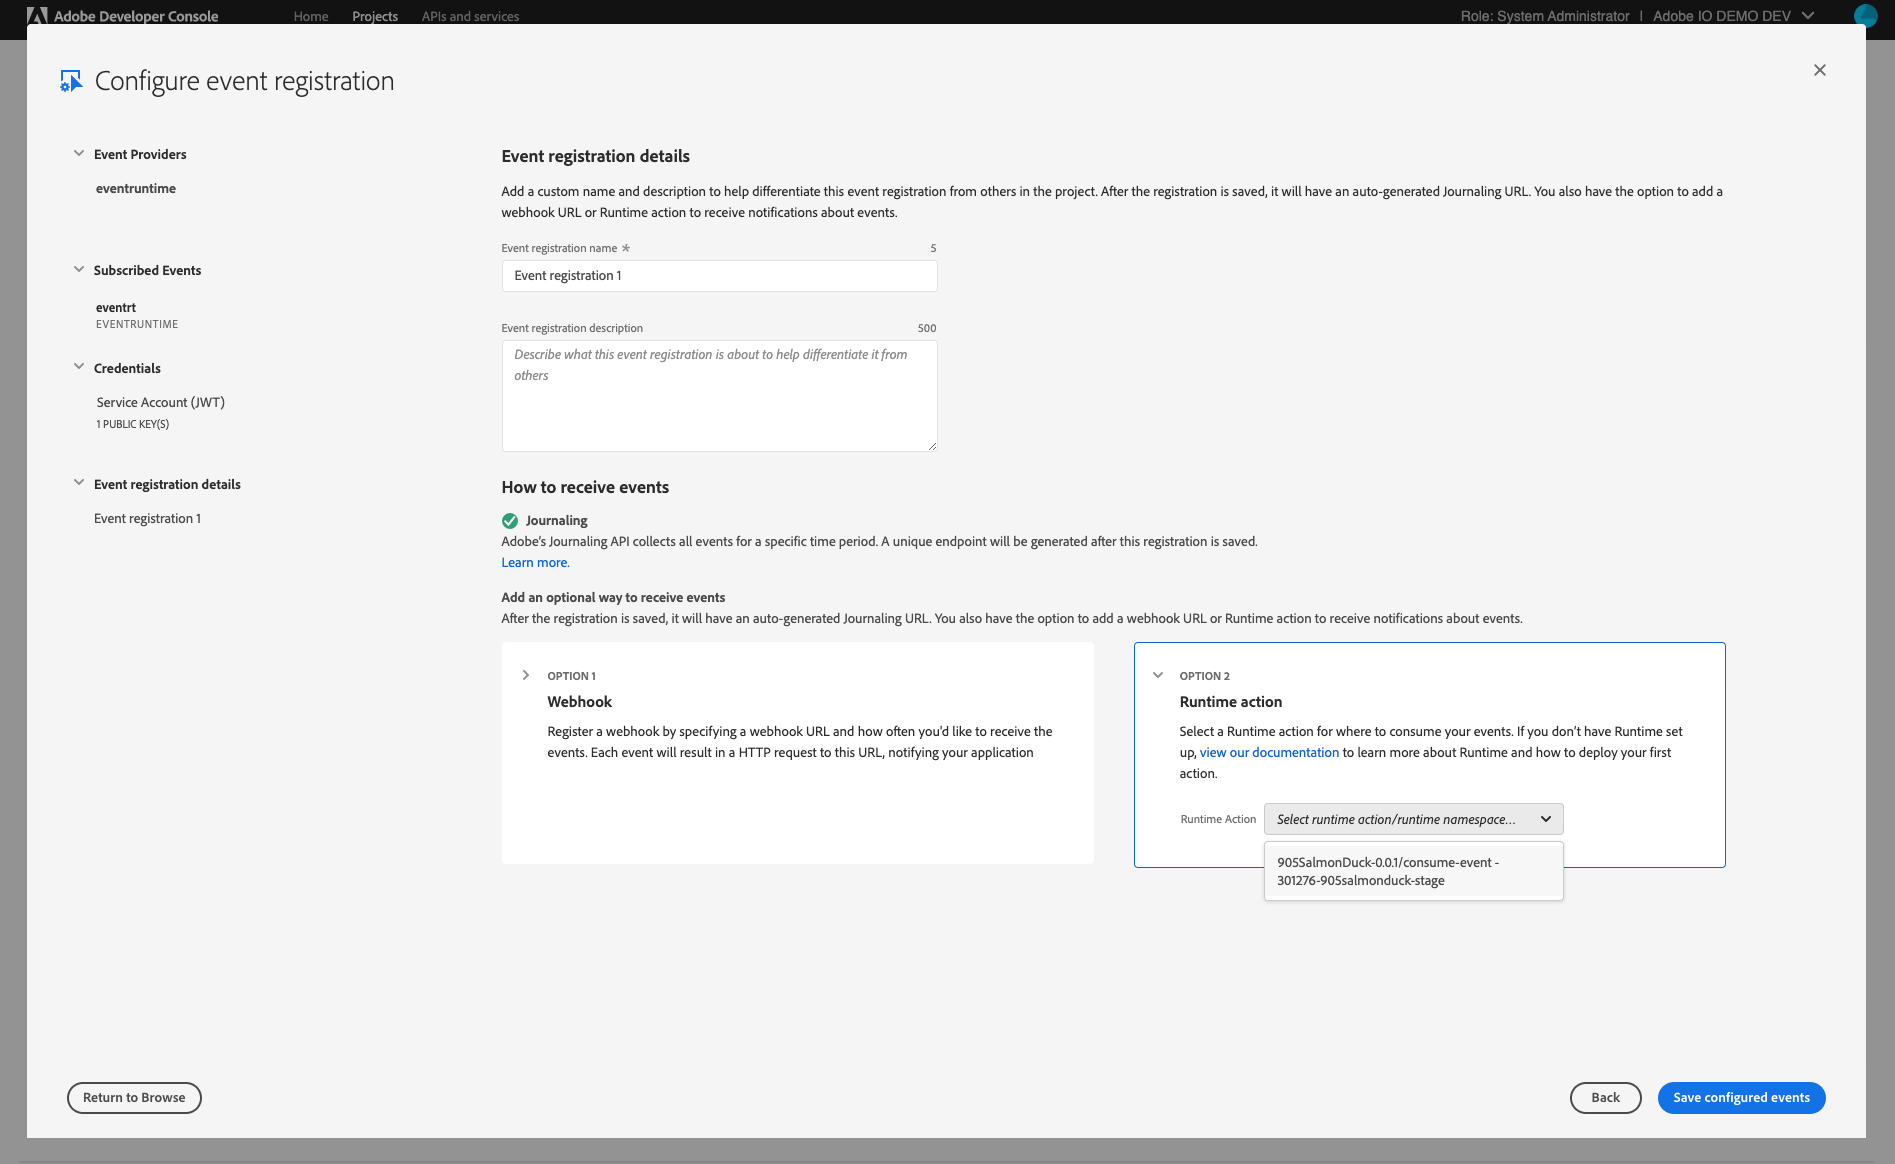 Adobe Developer Console
Home
Projects
APIs and services
Role: System Administrator | Adobe IO DEMO DEV
Configure event registration
Event Providers
eventruntime
Subscribed Events
eventrt
EVENTRUNTIME
Credentials
Service Account (JWT)
1 PUBLIC KEY(S)
Event registration details
Event registration 1
Event registration details
Add a custom name and description to help differentiate this event registration from others in the project. After the registration is saved, it will have an auto-generated Journaling URL. You also have the option to add a
webhook URL or Runtime action to receive notifications about events.
Event registration name * 5
Event registration 1
Event registration description 500
Describe what this event registration is about to help differentiate it from
others
How to receive events
Journaling
Adobe's Journaling API collects all events for a specific time period. A unique endpoint will be generated after this registration is saved.
Learn more.
Add an optional way to receive events
After the registration is saved, it will have an auto-generated Journaling URL. You also have the option to add a webhook URL or Runtime action to receive notifications about events.
OPTION 1
Webhook
Register a webhook by specifying a webhook URL and how often you'd like to receive the
events. Each event will result in a HTTP request to this URL, notifying your application
OPTION 2
Runtime action
Select a Runtime action for where to consume your events. If you don't have Runtime set
up, view our documentation to learn more about Runtime and how to deploy your first
action.
Runtime Action
Select runtime action/runtime namespace...
905SalmonDuck-0.0.1/consume-event -
301276-905salmonduck-stage
Return to Browse
Back
Save configured events